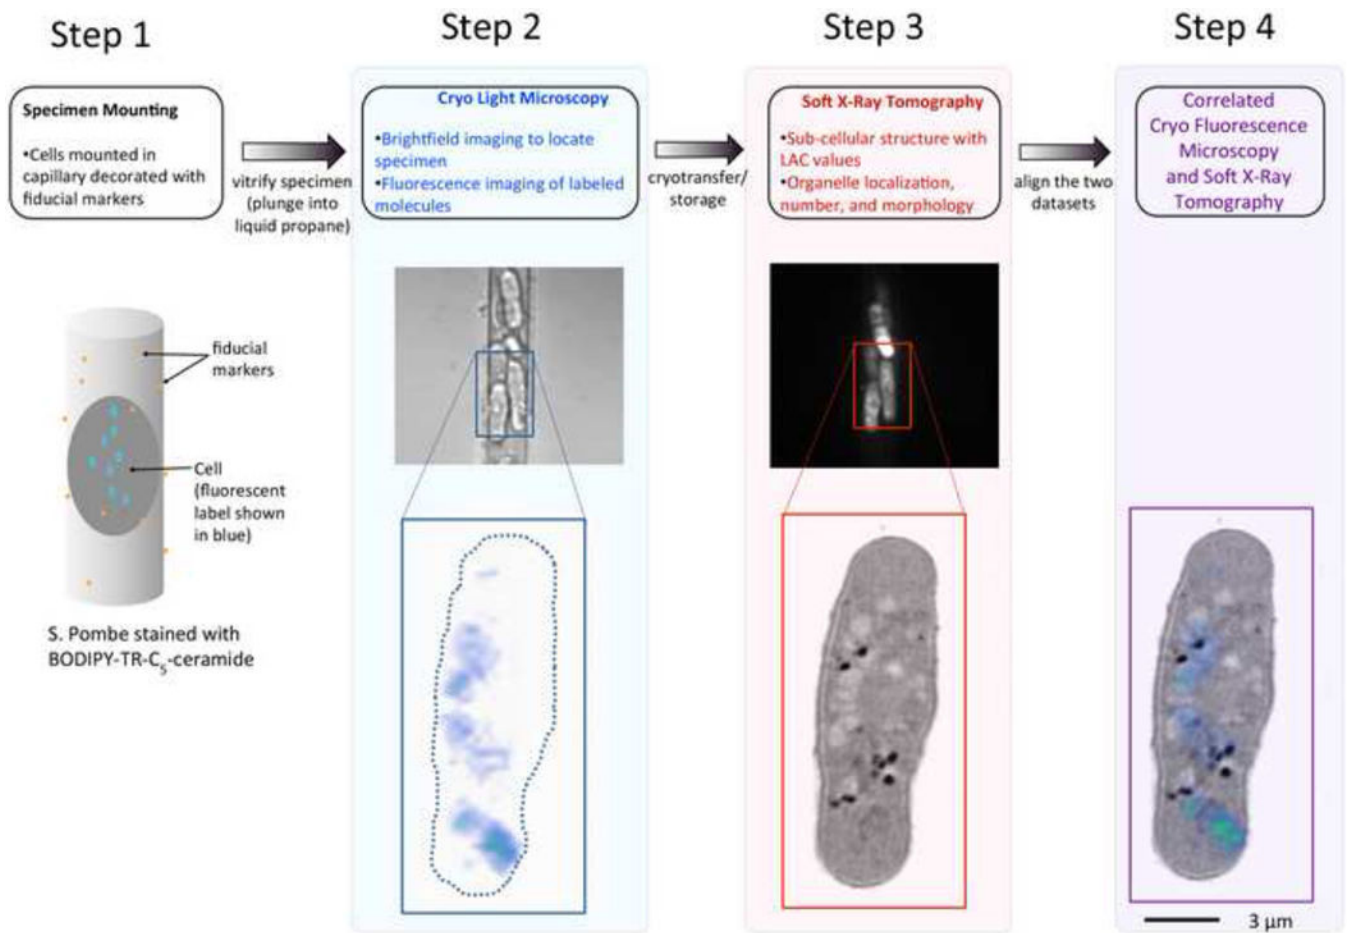 Step 1
Step 2
Step 3
Step 4
Specimen Mounting
•Cells mounted in
capillary decorated with
fiducial markers
vitrify specimen
(plunge into
liquid propane)
Cryo Light Microscopy
•Brightfield imaging to locate
specimen
•Fluorescence imaging of labeled
molecules
cryotransfer/
storage
Soft X-Ray Tomography
•Sub-cellular structure with
LAC values
•Organelle localization,
number, and morphology
align the two
datasets
Correlated
Cryo Fluorescence
Microscopy
and Soft X-Ray
Tomography
fiducial
markers
Cell
(fluorescent
label shown
in blue)
S. Pombe stained with
BODIPY-TR-C₅-ceramide
3 µm